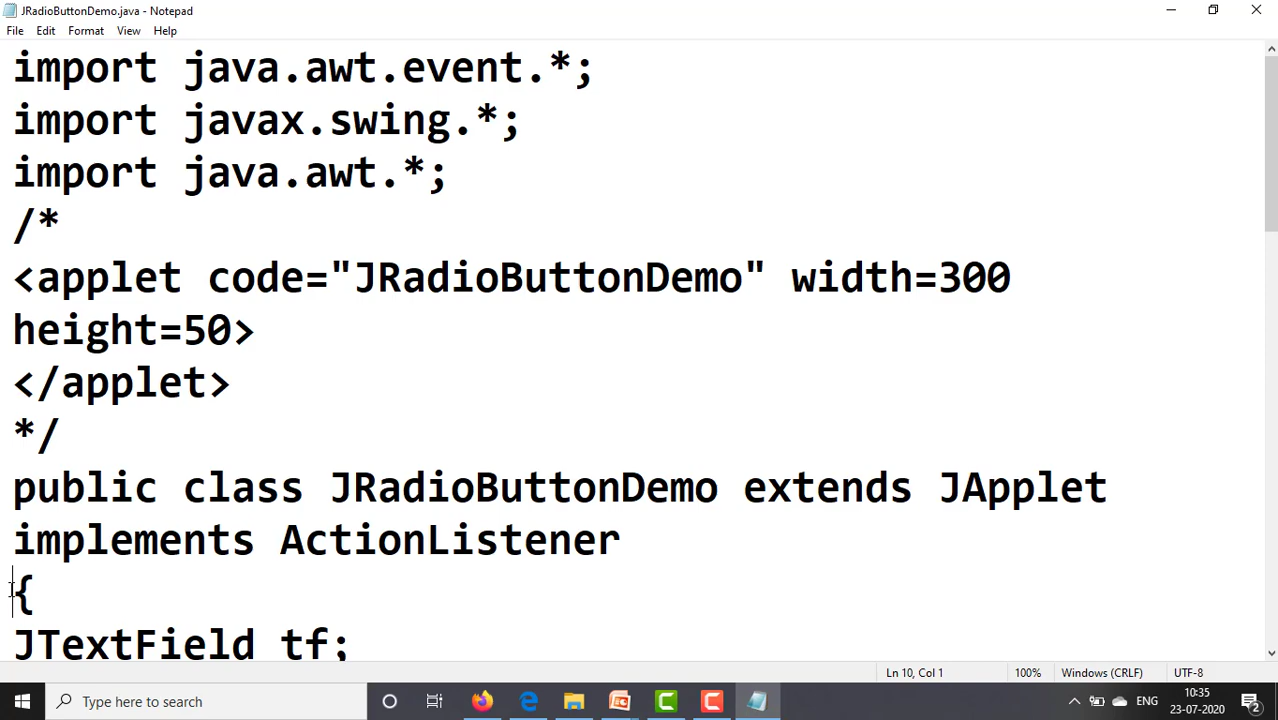 JRadioButtonDemo.java - Notepad
File Edit Format View Help
import java.awt.event.*;
import javax.swing.*;
import java.awt.*;
/*
<applet code="JRadioButtonDemo" width=300
height=50>
</applet>
*/
public class JRadioButtonDemo extends JApplet
implements ActionListener
{
JTextField tf;
Ln 10, Col 1 100% Windows (CRLF) UTF-8
Type here to search
ENG
10:35
23-07-2020
2